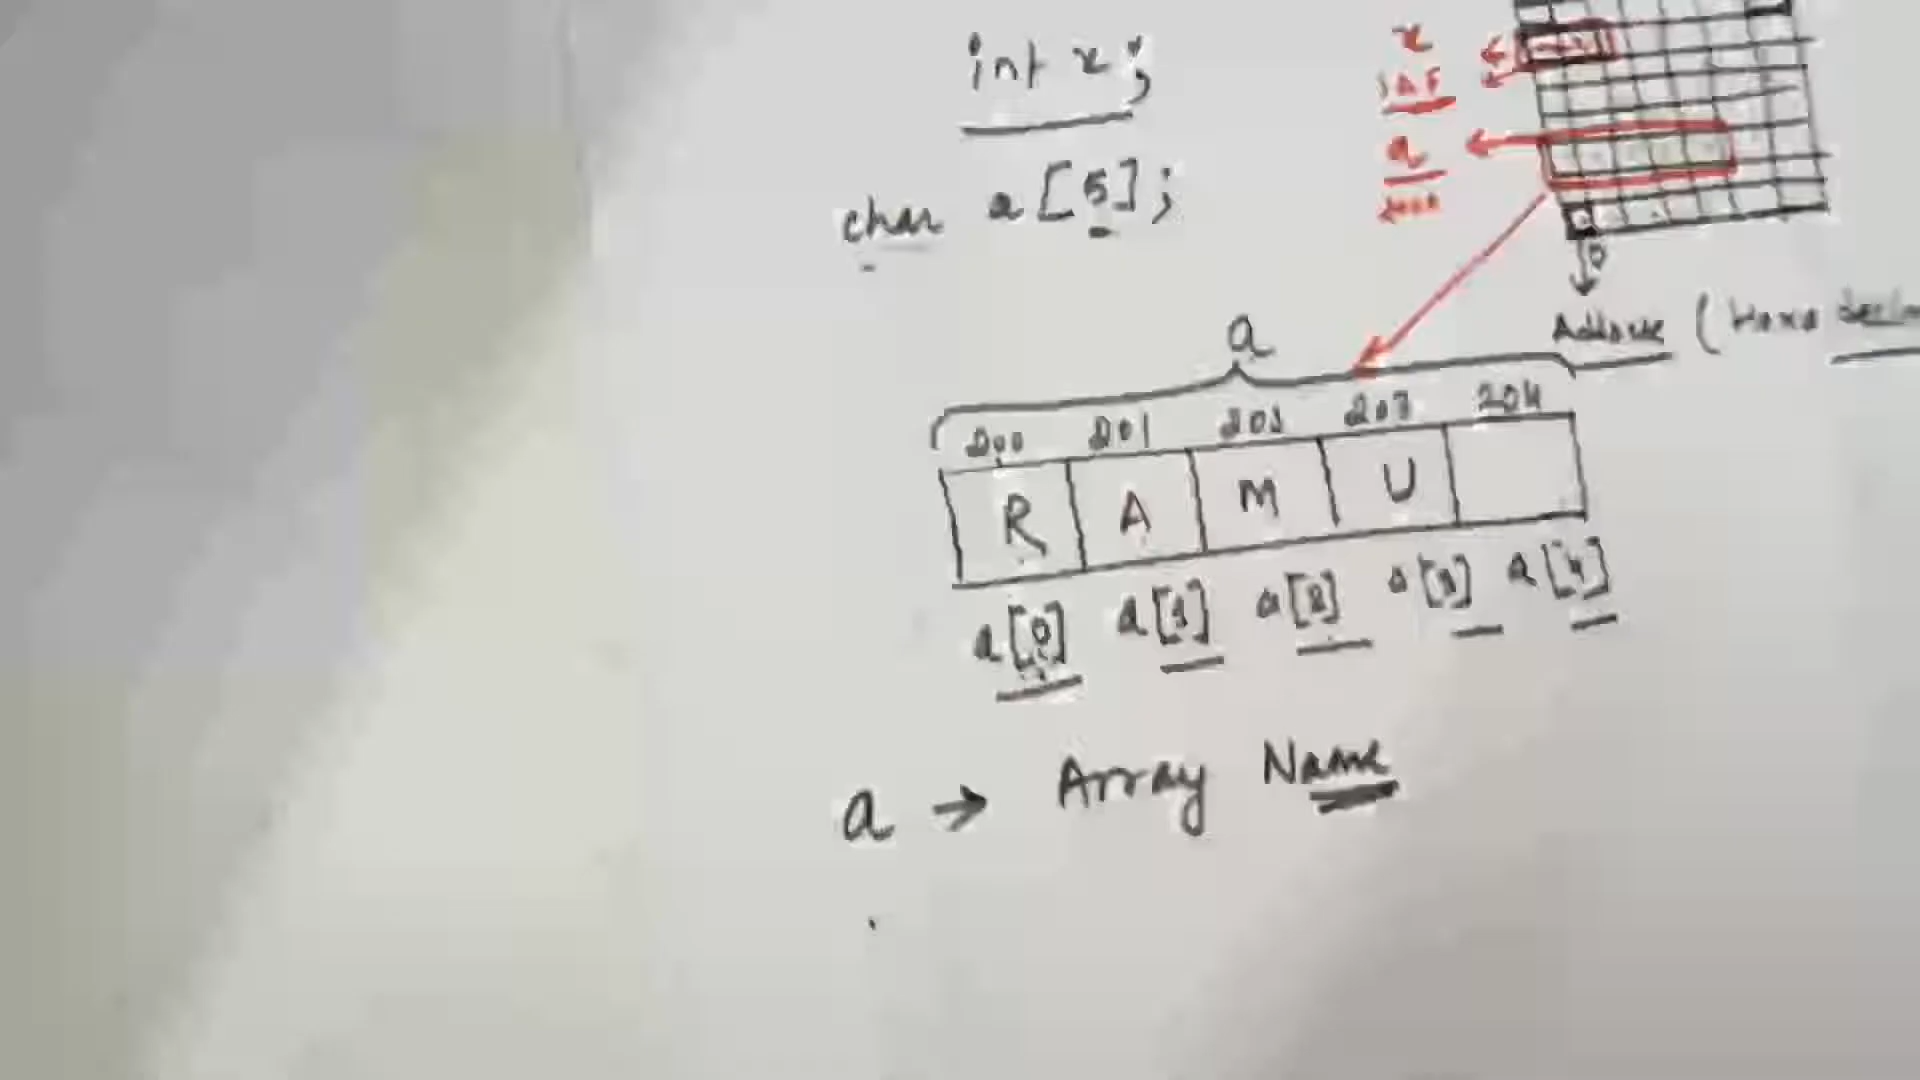 int x;
x
char a[5];
a
Address (Hexa
a
200 201 202 203 204
R A M U
a[0] a[1] a[2] a[3] a[4]
a → Array Name